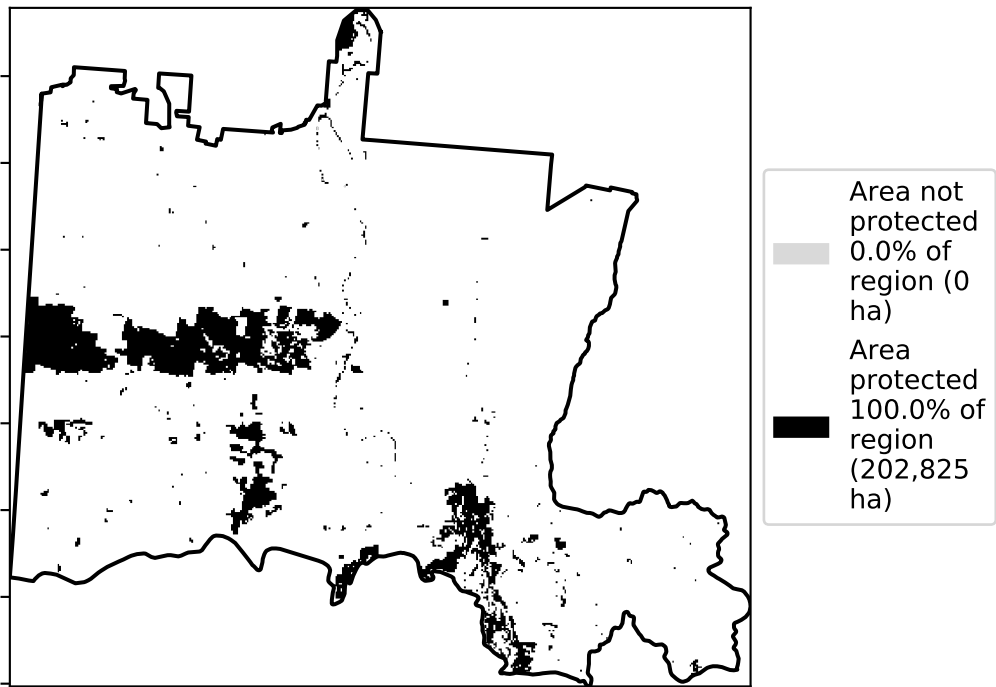 Area not
protected
0.0% of
region (0
ha)
Area
protected
100.0% of
region
(202,825
ha)